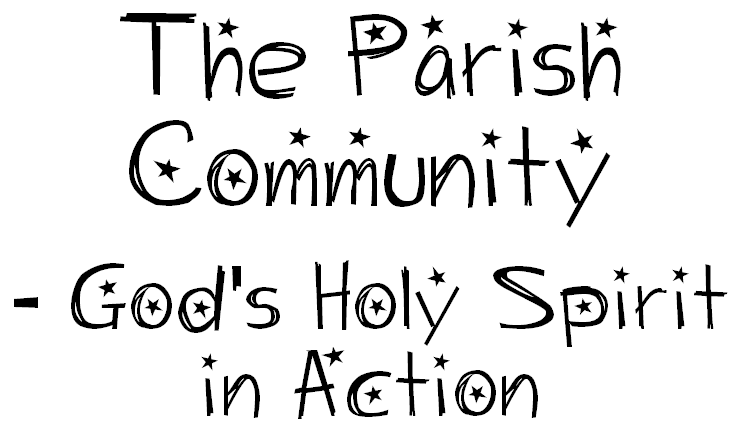 The Parish
Community
- God's Holy Spirit
in Action